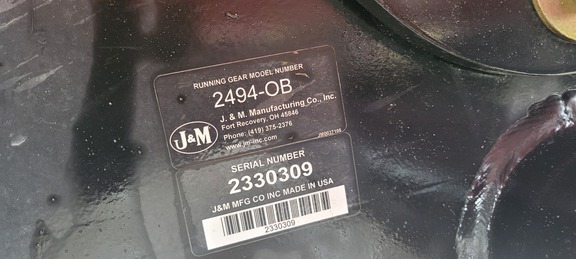 RUNNING GEAR MODEL NUMBER
2494-OB
J. & M. Manufacturing Co., Inc.
Fort Recovery, OH 45846
Phone: (419) 375-2376
www.jm-inc.com
J&M
SERIAL NUMBER
2330309
J&M MFG CO INC MADE IN USA
2330309